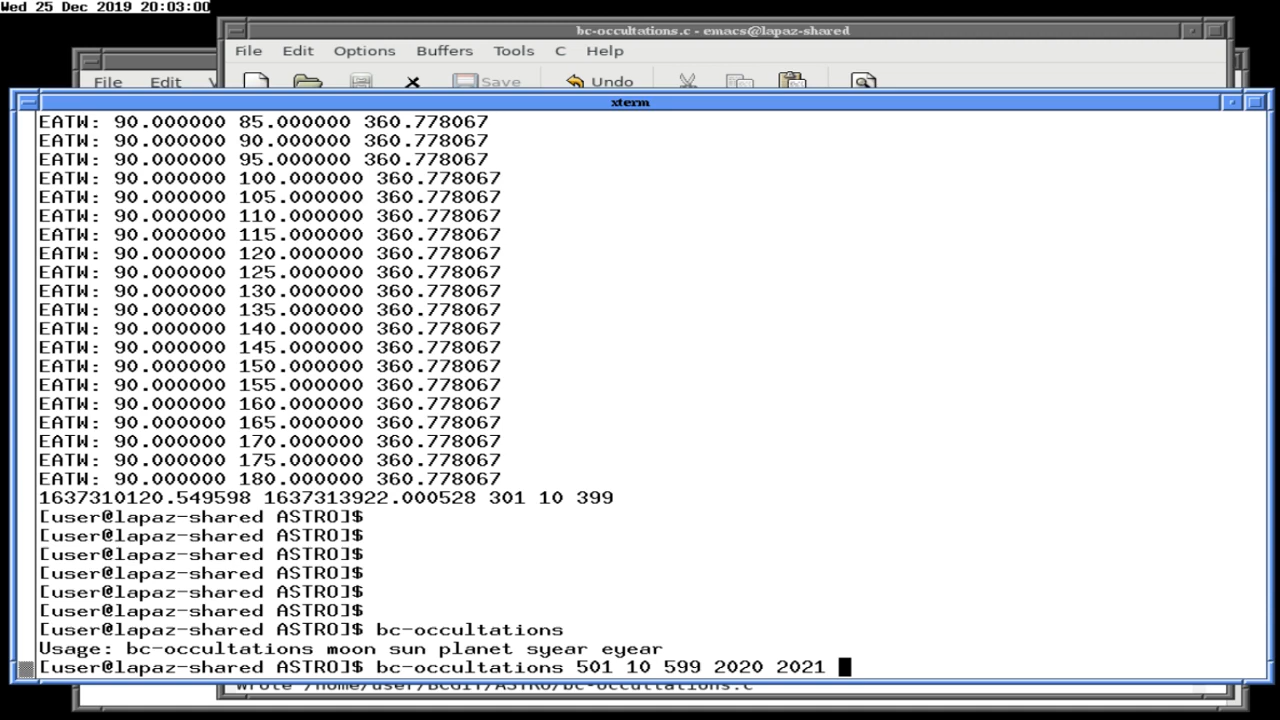 Wed 25 Dec 2019 20:03:00
bc-occultations.c - emacs@lapaz-shared
File Edit Options Buffers Tools C Help
File Edit V
Save Undo
xterm
EATW: 90.000000 85.000000 360.778067
EATW: 90.000000 90.000000 360.778067
EATW: 90.000000 95.000000 360.778067
EATW: 90.000000 100.000000 360.778067
EATW: 90.000000 105.000000 360.778067
EATW: 90.000000 110.000000 360.778067
EATW: 90.000000 115.000000 360.778067
EATW: 90.000000 120.000000 360.778067
EATW: 90.000000 125.000000 360.778067
EATW: 90.000000 130.000000 360.778067
EATW: 90.000000 135.000000 360.778067
EATW: 90.000000 140.000000 360.778067
EATW: 90.000000 145.000000 360.778067
EATW: 90.000000 150.000000 360.778067
EATW: 90.000000 155.000000 360.778067
EATW: 90.000000 160.000000 360.778067
EATW: 90.000000 165.000000 360.778067
EATW: 90.000000 170.000000 360.778067
EATW: 90.000000 175.000000 360.778067
EATW: 90.000000 180.000000 360.778067
1637310120.549598 1637313922.000528 301 10 399
[user@lapaz-shared ASTRO]$
[user@lapaz-shared ASTRO]$
[user@lapaz-shared ASTRO]$
[user@lapaz-shared ASTRO]$
[user@lapaz-shared ASTRO]$
[user@lapaz-shared ASTRO]$
[user@lapaz-shared ASTRO]$ bc-occultations
Usage: bc-occultations moon sun planet syear eyear
[user@lapaz-shared ASTRO]$ bc-occultations 501 10 599 2020 2021
Wrote /home/user/BCGIT/ASTRO/bc-occultations.c